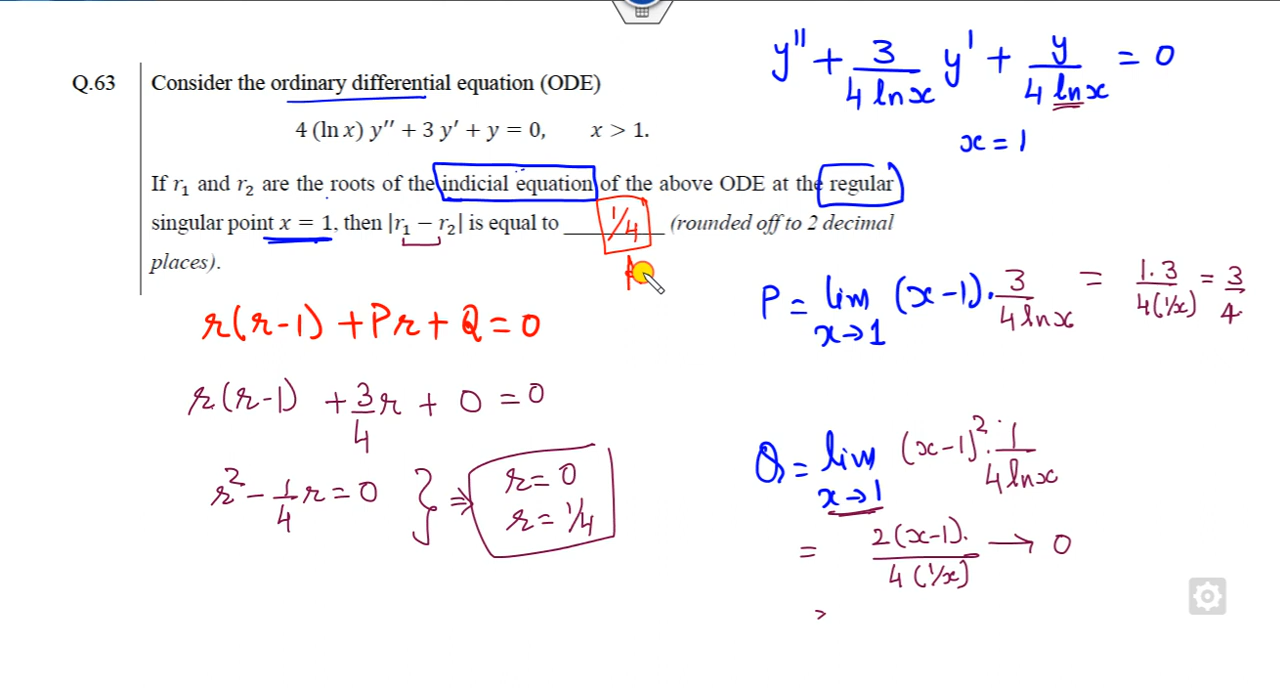 Q.63 Consider the ordinary differential equation (ODE)
4 (ln x) y′′ + 3 y′ + y = 0, x > 1.
If r₁ and r₂ are the roots of the indicial equation of the above ODE at the regular
singular point x = 1, then |r₁ − r₂| is equal to ________ (rounded off to 2 decimal
places).
1/4
y'' + 3/(4 ln x) y' + y/(4 ln x) = 0
x = 1
r(r-1) + Pr + Q = 0
r(r-1) + 3/4 r + 0 = 0
r² - 1/4 r = 0 } ⇒ r = 0
r = 1/4
P = lim x→1 (x-1) · 3/(4 ln x) = 1.3/(4(1/x)) = 3/4
Q = lim x→1 (x-1)² · 1/(4 ln x)
= 2(x-1)./(4(1/x)) → 0